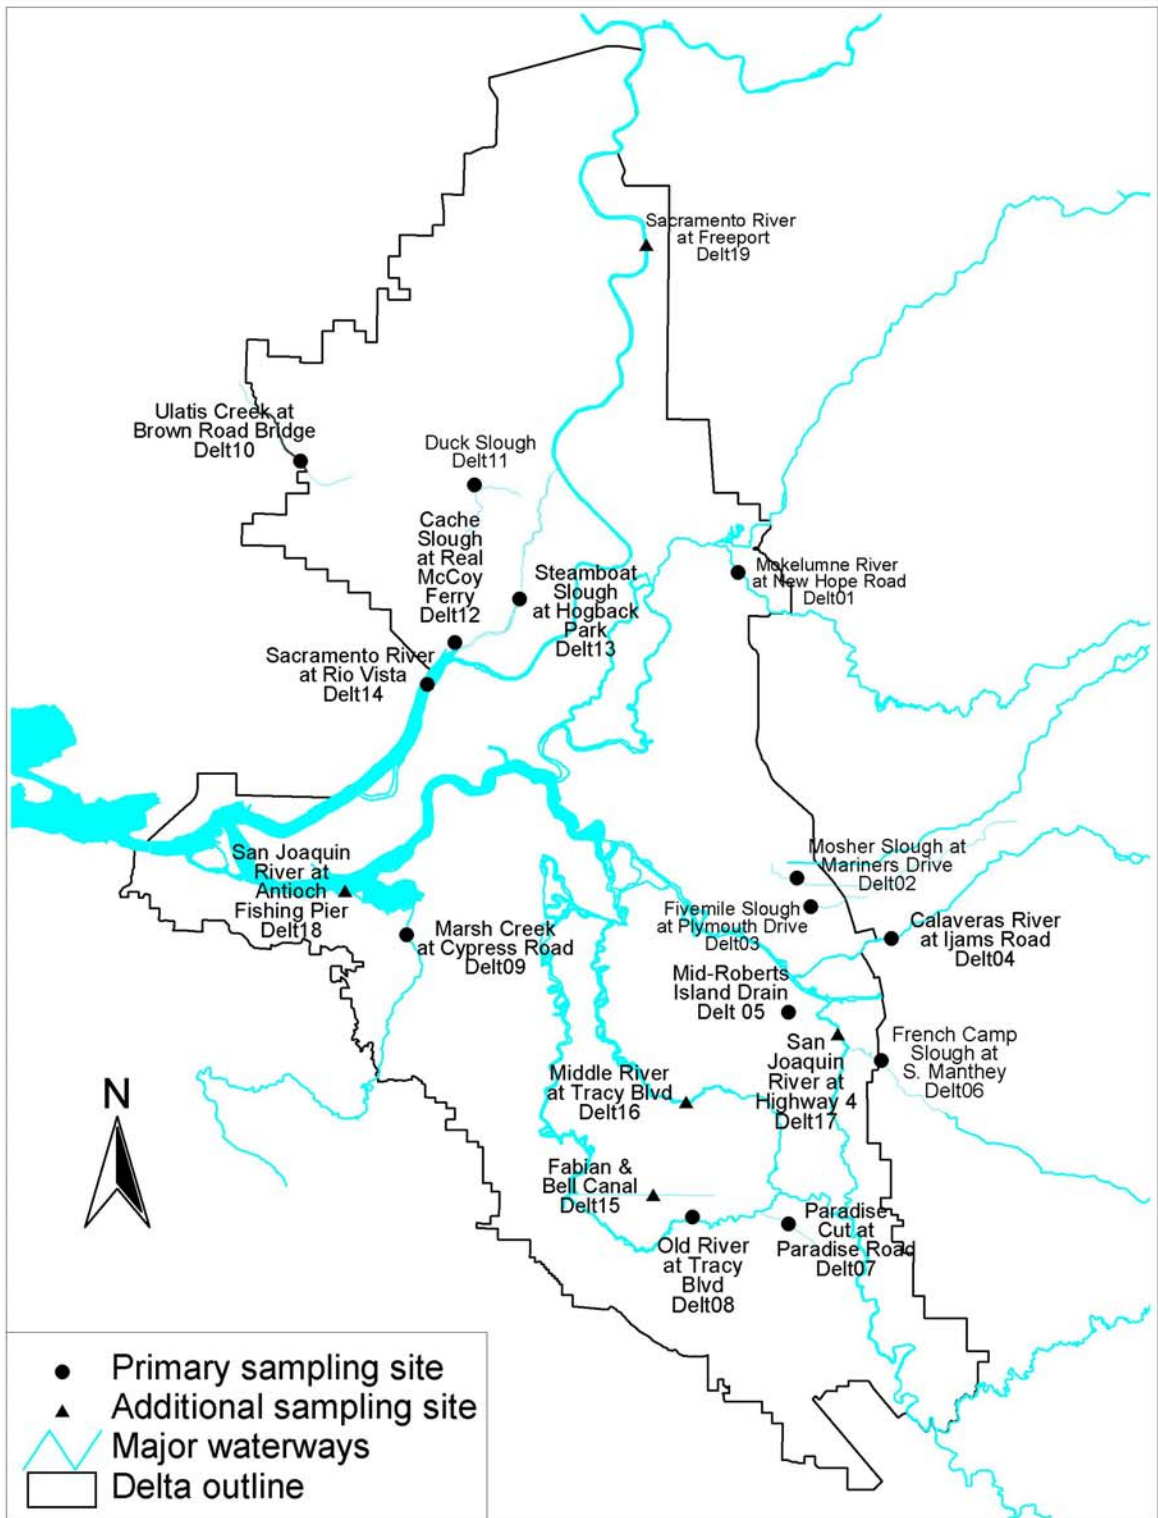 Sacramento River
at Freeport
Delt19
Ulatis Creek at
Brown Road Bridge
Delt10
Duck Slough
Delt11
Cache
Slough
at Real
McCoy
Ferry
Delt12
Steamboat
Slough
at Hogback
Park
Delt13
Mokelumne River
at New Hope Road
Delt01
Sacramento River
at Rio Vista
Delt14
San Joaquin
River at
Antioch
Fishing Pier
Delt18
Marsh Creek
at Cypress Road
Delt09
Mosher Slough at
Mariners Drive
Delt02
Fivemile Slough
at Plymouth Drive
Delt03
Calaveras River
at Ijams Road
Delt04
Mid-Roberts
Island Drain
Delt 05
San
Joaquin
River at
Highway 4
Delt17
French Camp
Slough at
S. Manthey
Delt06
Middle River
at Tracy Blvd
Delt16
Fabian &
Bell Canal
Delt15
Old River
at Tracy
Blvd
Delt08
Paradise
Cut at
Paradise Road
Delt07
N
Primary sampling site
Additional sampling site
Major waterways
Delta outline